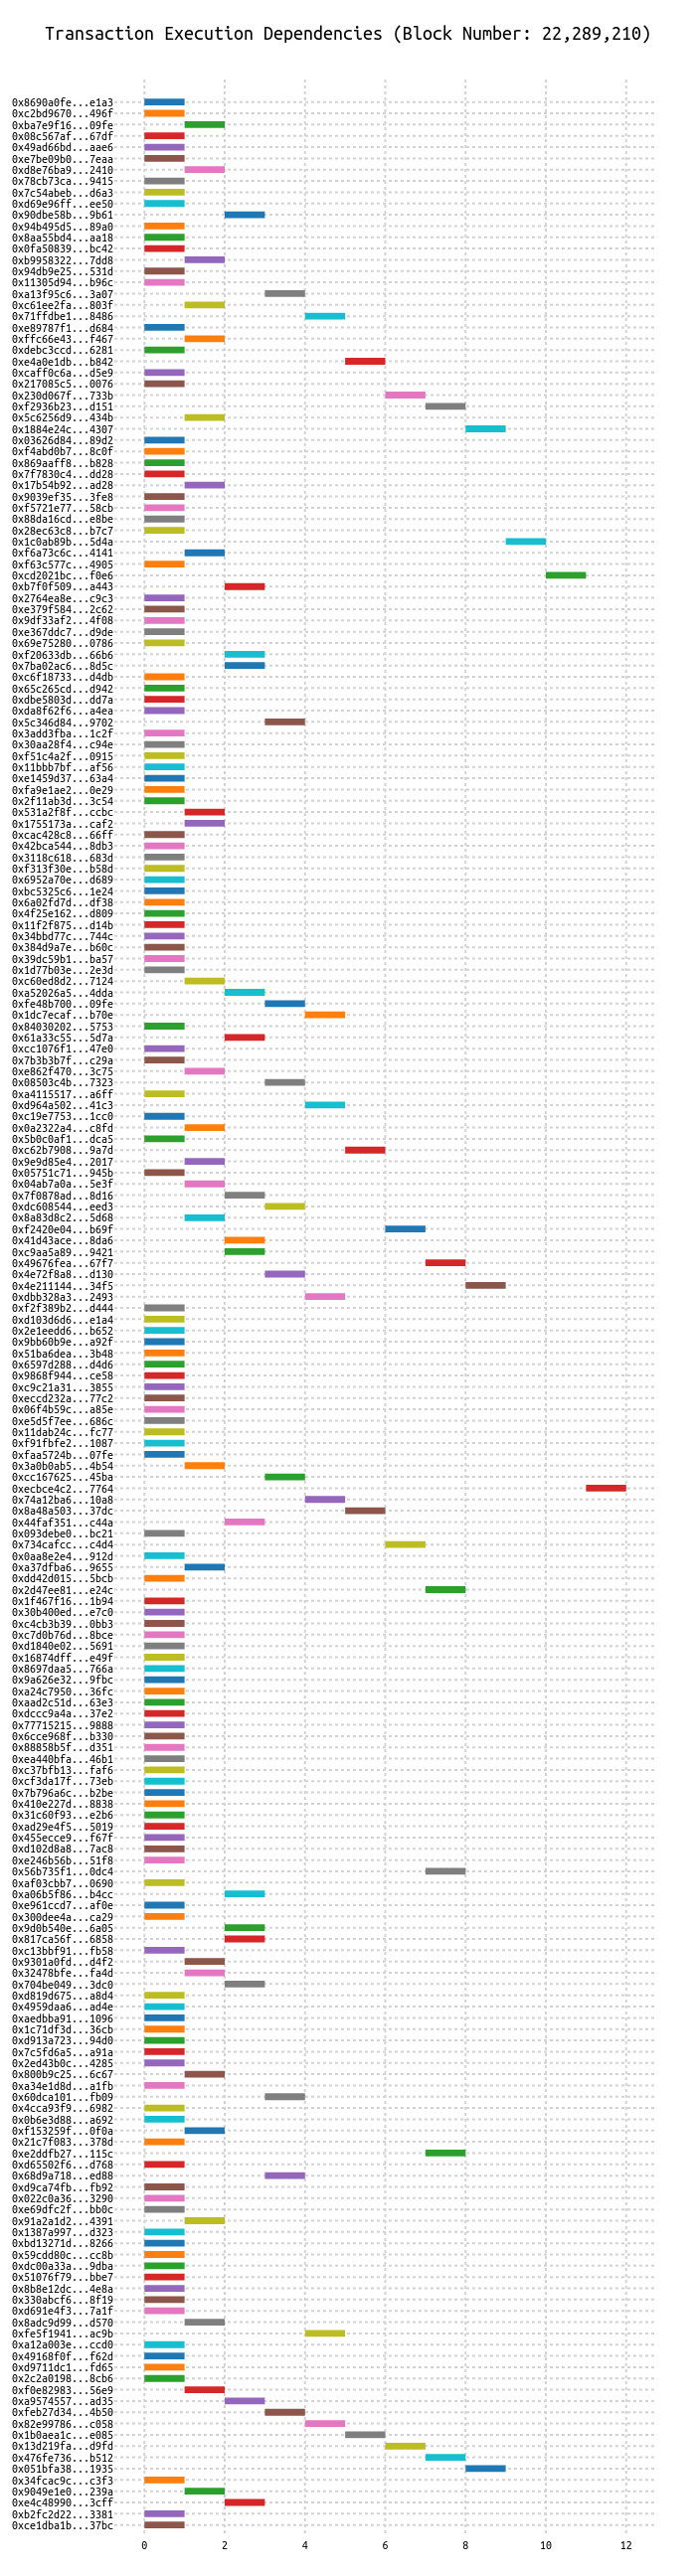 Transaction Execution Dependencies (Block Number: 22,289,210)
0x8690a0fe...e1a3
0xc2bd9670...496f
0xba7e9f16...09fe
0x08c567af...67df
0x49ad66bd...aae6
0xe7be09b0...7eaa
0xd8e76ba9...2410
0x78cb73ca...9415
0x7c54abeb...d6a3
0xd69e96ff...ee50
0x90dbe58b...9b61
0x94b495d5...89a0
0x8aa55bd4...aa18
0x0fa50839...bc42
0xb9958322...7dd8
0x94db9e25...531d
0x11305d94...b96c
0xa13f95c6...3a07
0xc61ee2fa...803f
0x71ffdbe1...8486
0xe89787f1...d684
0xffc66e43...f467
0xdebc3ccd...6281
0xe4a0e1db...b842
0xcaff0c6a...d5e9
0x217085c5...0076
0x230d067f...733b
0xf2936b23...d151
0x5c6256d9...434b
0x1884e24c...4307
0x03626d84...89d2
0xf4abd0b7...8c0f
0x869aaff8...b828
0x7f7830c4...dd28
0x17b54b92...ad28
0x9039ef35...3fe8
0xf5721e77...58cb
0x88da16cd...e8be
0x28ec63c8...b7c7
0x1c0ab89b...5d4a
0xf6a73c6c...4141
0xf63c577c...4905
0xcd2021bc...f0e6
0xb7f0f509...a443
0x2764ea8e...c9c3
0xe379f584...2c62
0x9df33af2...4f08
0xe367ddc7...d9de
0x69e75280...0786
0xf20633db...66b6
0x7ba02ac6...8d5c
0xc6f18733...d4db
0x65c265cd...d942
0xdbe5803d...dd7a
0xda8f62f6...a4ea
0x5c346d84...9702
0x3add3fba...1c2f
0x30aa28f4...c94e
0xf51c4a2f...0915
0x11bbb7bf...af56
0xe1459d37...63a4
0xfa9e1ae2...0e29
0x2f11ab3d...3c54
0x531a2f8f...ccbc
0x1755173a...caf2
0xcac428c8...66ff
0x42bca544...8db3
0x3118c618...683d
0xf313f30e...b58d
0x6952a70e...d689
0xbc5325c6...1e24
0x6a02fd7d...df38
0x4f25e162...d809
0x11f2f875...d14b
0x34bbd77c...744c
0x384d9a7e...b60c
0x39dc59b1...ba57
0x1d77b03e...2e3d
0xc60ed8d2...7124
0xa52026a5...4dda
0xfe48b700...09fe
0x1dc7ecaf...b70e
0x84030202...5753
0x61a33c55...5d7a
0xcc1076f1...47e0
0x7b3b3b7f...c29a
0xe862f470...3c75
0x08503c4b...7323
0xa4115517...a6ff
0xd964a502...41c3
0xc19e7753...1cc0
0x0a2322a4...c8fd
0x5b0c0af1...dca5
0xc62b7908...9a7d
0x9e9d85e4...2017
0x05751c71...945b
0x04ab7a0a...5e3f
0x7f0878ad...8d16
0xdc608544...eed3
0x8a83d8c2...5d68
0xf2420e04...b69f
0x41d43ace...8da6
0xc9aa5a89...9421
0x49676fea...67f7
0x4e72f8a8...d130
0x4e211144...34f5
0xdbb328a3...2493
0xf2f389b2...d444
0xd103d6d6...e1a4
0x2e1eedd6...b652
0x9bb60b9e...a92f
0x51ba6dea...3b48
0x6597d288...d4d6
0x9868f944...ce58
0xc9c21a31...3855
0xeccd232a...77c2
0x06f4b59c...a85e
0xe5d5f7ee...686c
0x11dab24c...fc77
0xf91fbfe2...1087
0xfaa5724b...07fe
0x3a0b0ab5...4b54
0xcc167625...45ba
0xecbce4c2...7764
0x74a12ba6...10a8
0x8a48a503...37dc
0x44faf351...c44a
0x093debe0...bc21
0x734cafcc...c4d4
0x0aa8e2e4...912d
0xa37dfba6...9655
0xdd42d015...5bcb
0x2d47ee81...e24c
0x1f467f16...1b94
0x30b400ed...e7c0
0xc4cb3b39...0bb3
0xc7d0b76d...8bce
0xd1840e02...5691
0x16874dff...e49f
0x8697daa5...766a
0x9a626e32...9fbc
0xa24c7950...36fc
0xaad2c51d...63e3
0xdccc9a4a...37e2
0x77715215...9888
0x6cce968f...b330
0x88858b5f...d351
0xea440bfa...46b1
0xc37bfb13...faf6
0xcf3da17f...73eb
0x7b796a6c...b2be
0x410e227d...8838
0x31c60f93...e2b6
0xad29e4f5...5019
0x455ecce9...f67f
0xd102d8a8...7ac8
0xe246b56b...51f8
0x56b735f1...0dc4
0xaf03cbb7...0690
0xa06b5f86...b4cc
0xe961ccd7...af0e
0x300dee4a...ca29
0x9d0b540e...6a05
0x817ca56f...6858
0xc13bbf91...fb58
0x9301a0fd...d4f2
0x32478bfe...fa4d
0x704be049...3dc0
0xd819d675...a8d4
0x4959daa6...ad4e
0xaedbba91...1096
0x1c71df3d...36cb
0xd913a723...94d0
0x7c5fd6a5...a91a
0x2ed43b0c...4285
0x800b9c25...6c67
0xa34e1d8d...a1fb
0x60dca101...fb09
0x4cca93f9...6982
0x0b6e3d88...a692
0xf153259f...0f0a
0x21c7f083...378d
0xe2ddfb27...115c
0xd65502f6...d768
0x68d9a718...ed88
0xd9ca74fb...fb92
0x022c0a36...3290
0xe69dfc2f...bb0c
0x91a2a1d2...4391
0x1387a997...d323
0xbd13271d...8266
0x59cdd80c...cc8b
0xdc00a33a...9dba
0x51076f79...bbe7
0x8b8e12dc...4e8a
0x330abcf6...8f19
0xd691e4f3...7a1f
0x8adc9d99...d570
0xfe5f1941...ac9b
0xa12a003e...ccd0
0x49168f0f...f62d
0xd9711dc1...fd65
0x2c2a0198...8cb6
0xf0e82983...56e9
0xa9574557...ad35
0xfeb27d34...4b50
0x82e99786...c058
0x1b0aea1c...e085
0x13d219fa...d9fd
0x476fe736...b512
0x051bfa38...1935
0x34fcac9c...c3f3
0x9049e1e0...239a
0xe4c48990...3cff
0xb2fc2d22...3381
0xce1dba1b...37bc
0 2 4 6 8 10 12